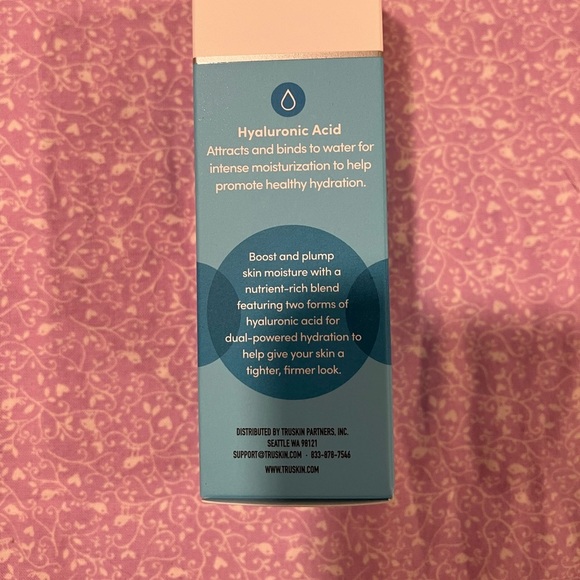 Hyaluronic Acid
Attracts and binds to water for
intense moisturization to help
promote healthy hydration.
Boost and plump
skin moisture with a
nutrient-rich blend
featuring two forms of
hyaluronic acid for
dual-powered hydration to
help give your skin a
tighter, firmer look.
DISTRIBUTED BY TRUSKIN PARTNERS, INC.
SEATTLE WA 98121
SUPPORT@TRUSKIN.COM · 833-878-7546
WWW.TRUSKIN.COM